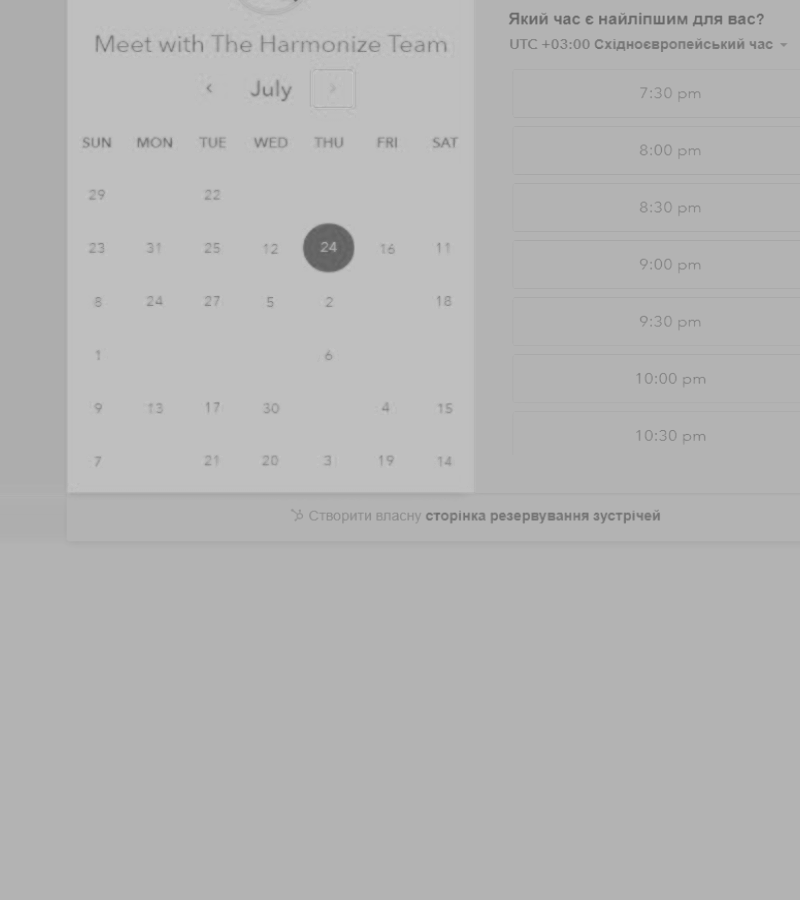 Meet with The Harmonize Team
July
SUN MON TUE WED THU FRI SAT
29 22
23 31 25 12 24 16 11
8 24 27 5 2 18
1 6
9 13 17 30 4 15
7 21 20 3 19 14
Який час є найліпшим для вас?
UTC +03:00 Східноєвропейський час
7:30 pm
8:00 pm
8:30 pm
9:00 pm
9:30 pm
10:00 pm
10:30 pm
Створити власну сторінка резервування зустрічей